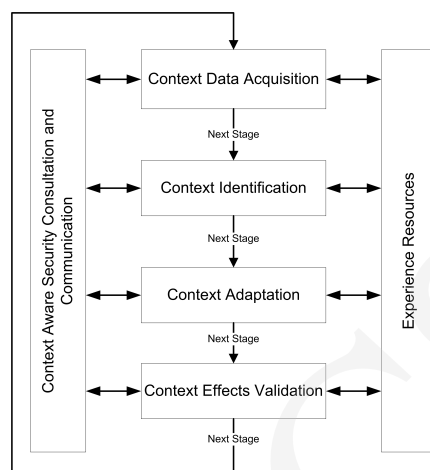 Context Data Acquisition
Next Stage
Context Identification
Next Stage
Context Adaptation
Next Stage
Context Effects Validation
Next Stage
Context Aware Security Consultation and
Communication
Experience Resources